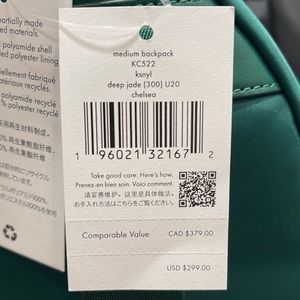 partially made
ed materials.
polyamide shell
polyester lining
iellement fabriqué
polyamide recyclé
% polyester recyclé
medium backpack
KC522
ksnyl
deep jade (300) U20
chelsea
1 96021 32167 2
Take good care. Here's how.
Prenez-en bien soin. Voici comment.
请妥善维护。这里是具体做法。
お手入れ方法はこちらをご覧ください。
Comparable Value CAD $379.00
USD $299.00